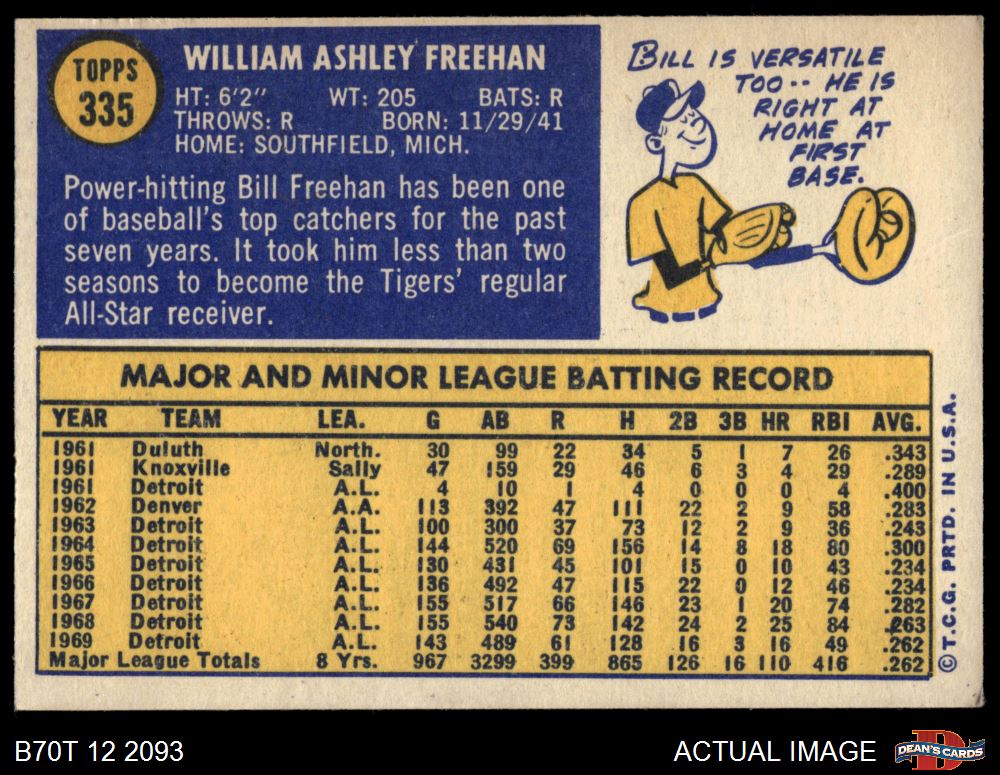 TOPPS
335
WILLIAM ASHLEY FREEHAN
HT: 6'2" WT: 205 BATS: R
THROWS: R BORN: 11/29/41
HOME: SOUTHFIELD, MICH.
Power-hitting Bill Freehan has been one
of baseball's top catchers for the past
seven years. It took him less than two
seasons to become the Tigers' regular
All-Star receiver.
BILL IS VERSATILE
TOO-- HE IS
RIGHT AT
HOME AT
FIRST
BASE.
MAJOR AND MINOR LEAGUE BATTING RECORD
YEAR TEAM LEA. G AB R H 2B 3B HR RBI AVG.
1961 Duluth North. 30 99 22 34 5 1 7 26 .343
1961 Knoxville Sally 47 159 29 46 6 3 4 29 .289
1961 Detroit A.L. 4 10 1 4 0 0 0 4 .400
1962 Denver A.A. 113 392 47 111 22 2 9 58 .283
1963 Detroit A.L. 100 300 37 73 12 2 9 36 .243
1964 Detroit A.L. 144 520 69 156 14 8 18 80 .300
1965 Detroit A.L. 130 431 45 101 15 0 10 43 .234
1966 Detroit A.L. 136 492 47 115 22 0 12 46 .234
1967 Detroit A.L. 155 517 66 146 23 1 20 74 .282
1968 Detroit A.L. 155 540 73 142 24 2 25 84 .263
1969 Detroit A.L. 143 489 61 128 16 3 16 49 .262
Major League Totals 8 Yrs. 967 3299 399 865 126 16 110 416 .262
©T.C.G. PRTD. IN U.S.A.
B70T 12 2093
ACTUAL IMAGE
DEAN'S CARDS